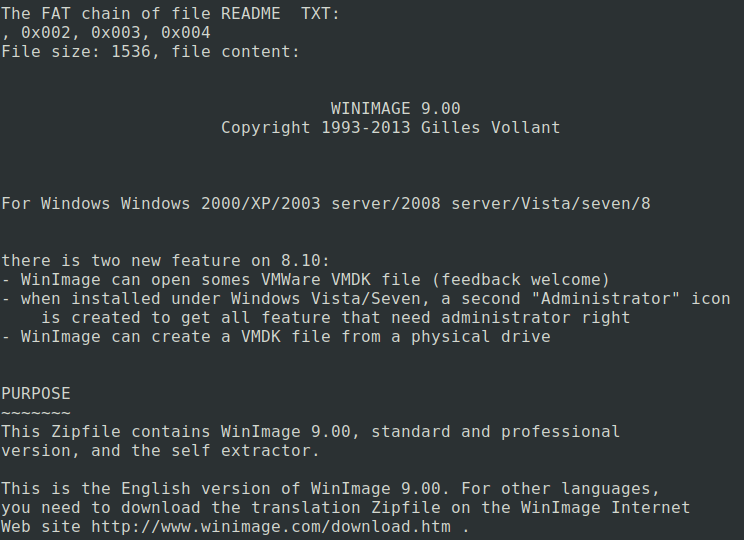 The FAT chain of file README  TXT:
, 0x002, 0x003, 0x004
File size: 1536, file content:
WINIMAGE 9.00
Copyright 1993-2013 Gilles Vollant
For Windows Windows 2000/XP/2003 server/2008 server/Vista/seven/8
there is two new feature on 8.10:
- WinImage can open somes VMWare VMDK file (feedback welcome)
- when installed under Windows Vista/Seven, a second "Administrator" icon
is created to get all feature that need administrator right
- WinImage can create a VMDK file from a physical drive
PURPOSE
~~~~~~~
This Zipfile contains WinImage 9.00, standard and professional
version, and the self extractor.
This is the English version of WinImage 9.00. For other languages,
you need to download the translation Zipfile on the WinImage Internet
Web site http://www.winimage.com/download.htm .